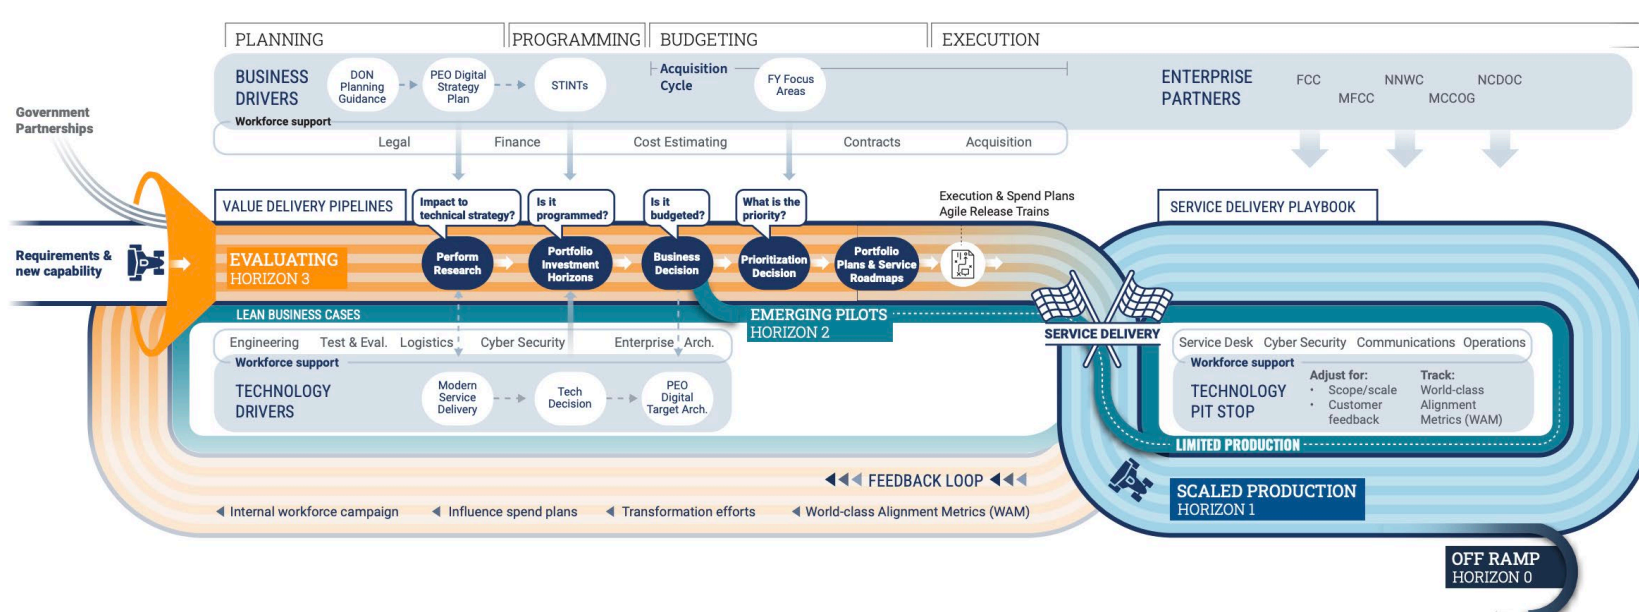 PLANNING
PROGRAMMING
BUDGETING
EXECUTION
BUSINESS
DRIVERS
DON
Planning
Guidance
PEO Digital
Strategy
Plan
STINTs
Acquisition
Cycle
FY Focus
Areas
ENTERPRISE
PARTNERS
FCC
NNWC
NCDOC
MFCC
MCCOG
Workforce support
Legal
Finance
Cost Estimating
Contracts
Acquisition
Government
Partnerships
VALUE DELIVERY PIPELINES
Impact to
technical strategy?
Is it
programmed?
Is it
budgeted?
What is the
priority?
Execution & Spend Plans
Agile Release Trains
SERVICE DELIVERY PLAYBOOK
Requirements &
new capability
EVALUATING
HORIZON 3
Perform
Research
Portfolio
Investment
Horizons
Business
Decision
Prioritization
Decision
Portfolio
Plans & Service
Roadmaps
LEAN BUSINESS CASES
EMERGING PILOTS
HORIZON 2
SERVICE DELIVERY
Engineering
Test & Eval.
Logistics
Cyber Security
Enterprise Arch.
Workforce support
TECHNOLOGY
DRIVERS
Modern
Service
Delivery
Tech
Decision
PEO
Digital
Target Arch.
Service Desk
Cyber Security
Communications
Operations
Workforce support
TECHNOLOGY
PIT STOP
Adjust for:
• Scope/scale
• Customer
feedback
Track:
World-class
Alignment
Metrics (WAM)
LIMITED PRODUCTION
FEEDBACK LOOP
Internal workforce campaign
Influence spend plans
Transformation efforts
World-class Alignment Metrics (WAM)
SCALED PRODUCTION
HORIZON 1
OFF RAMP
HORIZON 0